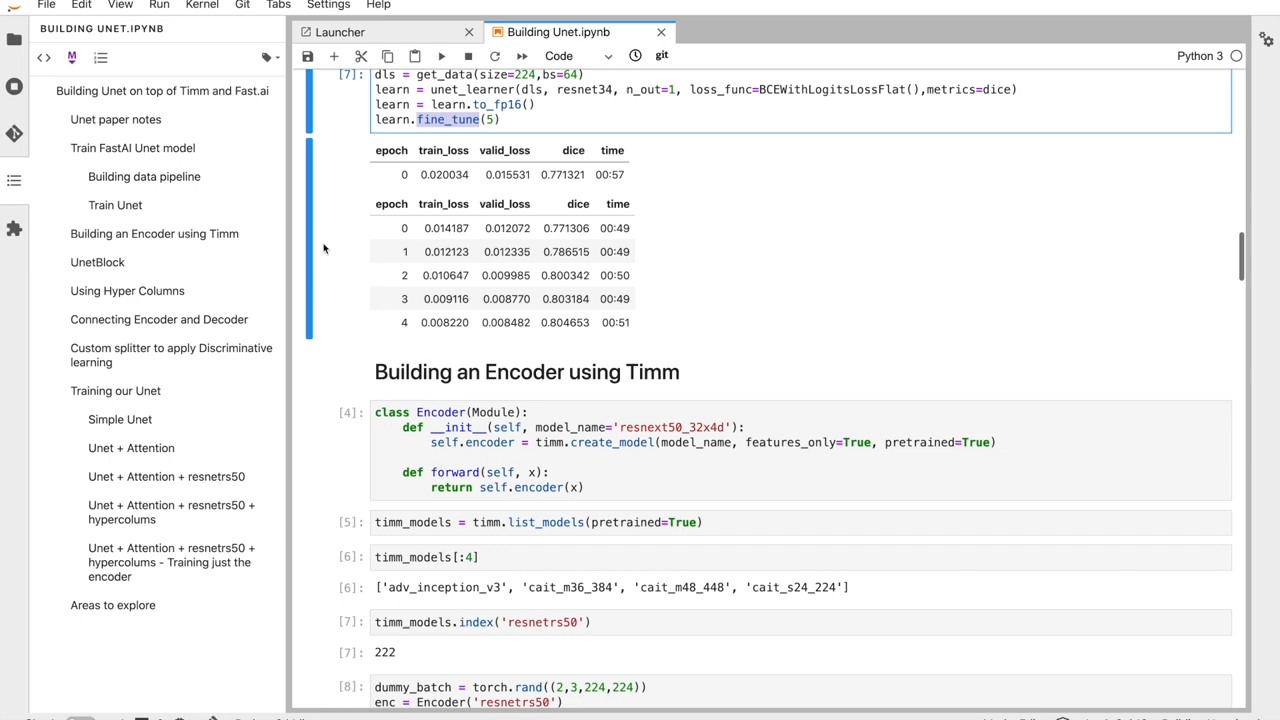 File Edit View Run Kernel Git Tabs Settings Help
BUILDING UNET.IPYNB
Launcher
Building Unet.ipynb
M
Code
git
Python 3
Building Unet on top of Timm and Fast.ai
Unet paper notes
Train FastAI Unet model
Building data pipeline
Train Unet
Building an Encoder using Timm
UnetBlock
Using Hyper Columns
Connecting Encoder and Decoder
Custom splitter to apply Discriminative
learning
Training our Unet
Simple Unet
Unet + Attention
Unet + Attention + resnetrs50
Unet + Attention + resnetrs50 +
hypercolums
Unet + Attention + resnetrs50 +
hypercolums - Training just the
encoder
Areas to explore
[7]: dls = get_data(size=224,bs=64)
learn = unet_learner(dls, resnet34, n_out=1, loss_func=BCEWithLogitsLossFlat(),metrics=dice)
learn = learn.to_fp16()
learn.fine_tune(5)
epoch train_loss valid_loss dice time
0 0.020034 0.015531 0.771321 00:57
epoch train_loss valid_loss dice time
0 0.014187 0.012072 0.771306 00:49
1 0.012123 0.012335 0.786515 00:49
2 0.010647 0.009985 0.800342 00:50
3 0.009116 0.008770 0.803184 00:49
4 0.008220 0.008482 0.804653 00:51
Building an Encoder using Timm
[4]: class Encoder(Module):
def __init__(self, model_name='resnext50_32x4d'):
self.encoder = timm.create_model(model_name, features_only=True, pretrained=True)
def forward(self, x):
return self.encoder(x)
[5]: timm_models = timm.list_models(pretrained=True)
[6]: timm_models[:4]
[6]: ['adv_inception_v3', 'cait_m36_384', 'cait_m48_448', 'cait_s24_224']
[7]: timm_models.index('resnetrs50')
[7]: 222
[8]: dummy_batch = torch.rand((2,3,224,224))
enc = Encoder('resnetrs50')